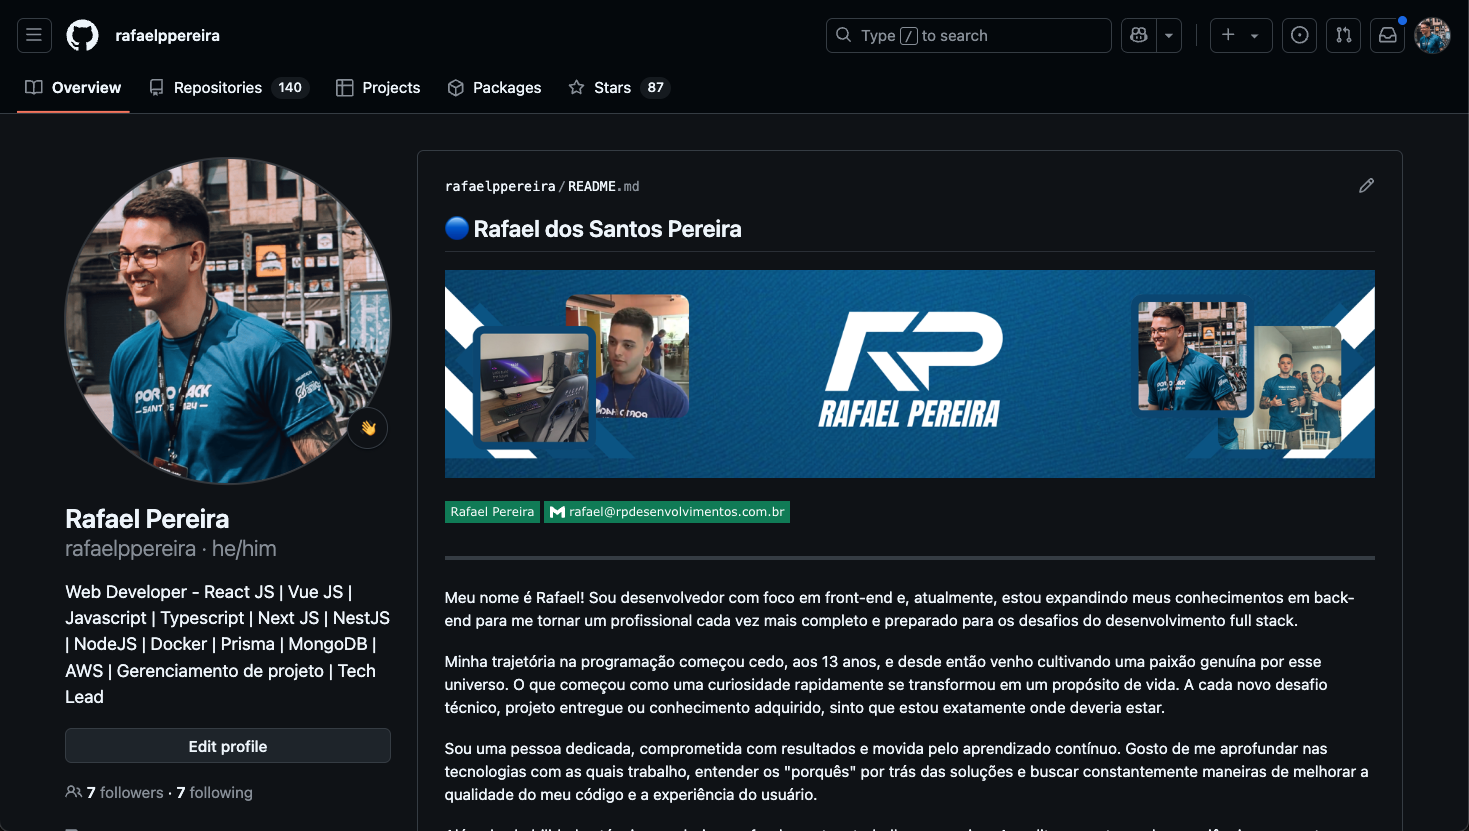 rafaelppereira
Type / to search
Overview
Repositories 140
Projects
Packages
Stars 87
rafaelppereira/README.md
Rafael dos Santos Pereira
RP
RAFAEL PEREIRA
Rafael Pereira
rafael@rpdesenvolvimentos.com.br
Rafael Pereira
rafaelppereira · he/him
Web Developer - React JS | Vue JS |
Javascript | Typescript | Next JS | NestJS
| NodeJS | Docker | Prisma | MongoDB |
AWS | Gerenciamento de projeto | Tech
Lead
Edit profile
7 followers · 7 following
Meu nome é Rafael! Sou desenvolvedor com foco em front-end e, atualmente, estou expandindo meus conhecimentos em back-
end para me tornar um profissional cada vez mais completo e preparado para os desafios do desenvolvimento full stack.
Minha trajetória na programação começou cedo, aos 13 anos, e desde então venho cultivando uma paixão genuína por esse
universo. O que começou como uma curiosidade rapidamente se transformou em um propósito de vida. A cada novo desafio
técnico, projeto entregue ou conhecimento adquirido, sinto que estou exatamente onde deveria estar.
Sou uma pessoa dedicada, comprometida com resultados e movida pelo aprendizado contínuo. Gosto de me aprofundar nas
tecnologias com as quais trabalho, entender os "porquês" por trás das soluções e buscar constantemente maneiras de melhorar a
qualidade do meu código e a experiência do usuário.